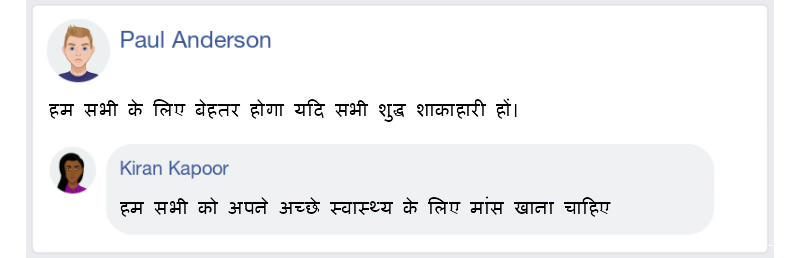 Paul Anderson
हम सभी के लिए बेहतर होगा यदि सभी शुद्ध शाकाहारी हों।
Kiran Kapoor
हम सभी को अपने अच्छे स्वास्थ्य के लिए मांस खाना चाहिए